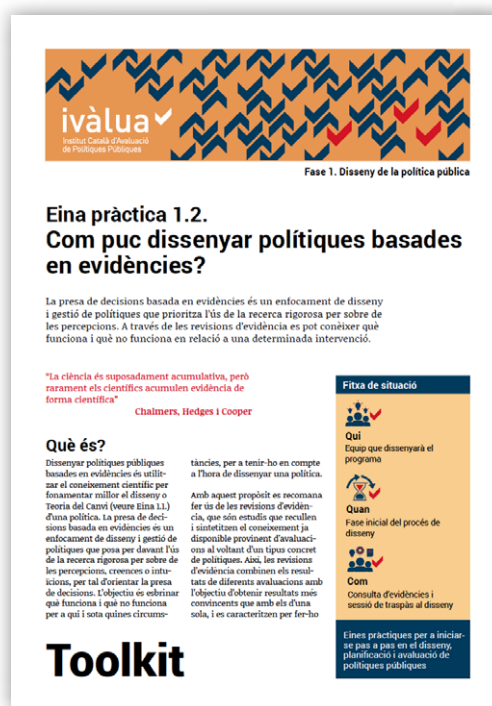 ivàlua
Institut Català d'Avaluació
de Polítiques Públiques
Fase 1. Disseny de la política pública
Eina pràctica 1.2.
Com puc dissenyar polítiques basades
en evidències?
La presa de decisions basada en evidències és un enfocament de disseny
i gestió de polítiques que prioritza l'ús de la recerca rigorosa per sobre de
les percepcions. A través de les revisions d'evidència es pot conèixer què
funciona i què no funciona en relació a una determinada intervenció.
"La ciència és suposadament acumulativa, però
rarament els científics acumulen evidència de
forma científica"
Chalmers, Hedges i Cooper
Què és?
Dissenyar polítiques públiques
basades en evidències és utilit-
zar el coneixement científic per
fonamentar millor el disseny o
Teoria del Canvi (veure Eina 1.1.)
d'una política. La presa de deci-
sions basada en evidències és un
enfocament de disseny i gestió de
polítiques que posa per davant l'ús
de la recerca rigorosa per sobre de
les percepcions, creences o intu-
ïcions, per tal d'orientar la presa
de decisions. L'objectiu és esbrinar
què funciona i què no funciona
per a qui i sota quines circums-
tàncies, per a tenir-ho en compte
a l'hora de dissenyar una política.
Amb aquest propòsit es recomana
fer ús de les revisions d'evidèn-
cia, que són estudis que recullen
i sintetitzen el coneixement ja
disponible provinent d'avaluaci-
ons al voltant d'un tipus concret
de polítiques. Així, les revisions
d'evidència combinen els resul-
tats de diferents avaluacions amb
l'objectiu d'obtenir resultats més
convincents que amb els d'una
sola, i es caracteritzen per fer-ho
Fitxa de situació
Qui
Equip que dissenyarà el
programa
Quan
Fase inicial del procés de
disseny
Com
Consulta d'evidències i
sessió de traspàs al disseny
Eines pràctiques per a iniciar-
se pas a pas en el disseny,
planificació i avaluació de
polítiques públiques
Toolkit